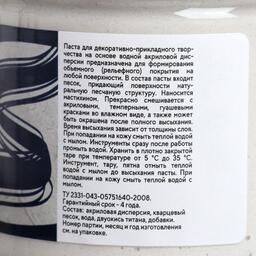 Паста для декоративно-прикладного твор-
чества на основе водной акриловой дис-
персии предназначена для формирования
объемного (рельефного) покрытия на
любой поверхности. В состав пасты входит
песок, придающий поверхности нату-
ральную песчаную структуру. Наносится
мастихином. Прекрасно смешивается с
акриловыми, темперными, гуашевыми
красками во влажном виде, а также может
быть окрашена после полного высыхания.
Время высыхания зависит от толщины слоя.
При попадании на кожу смыть теплой водой
с мылом. Инструменты сразу после работы
промыть водой. Хранить в плотно закрытой
таре при температуре от 5 °С до 35 °С.
Инструмент, тару, пятна отмыть теплой
водой с мылом до высыхания пасты. При
попадании на кожу смыть теплой водой с
мылом.
ТУ 2331-043-05751640-2008.
Гарантийный срок - 4 года.
Состав: акриловая дисперсия, кварцевый
песок, вода, двуокись титана, добавки.
Номер партии, месяц и год изготовления
см. на упаковке.